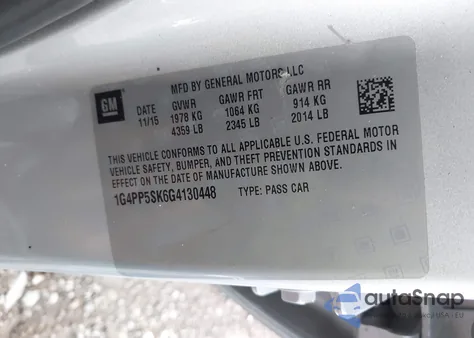 MFD BY GENERAL MOTORS LLC
GM
DATE GVWR GAWR FRT GAWR RR
11/15 1978 KG 1064 KG 914 KG
4359 LB 2345 LB 2014 LB
THIS VEHICLE CONFORMS TO ALL APPLICABLE U.S. FEDERAL MOTOR
VEHICLE SAFETY, BUMPER, AND THEFT PREVENTION STANDARDS IN
EFFECT ON THE DATE OF MANUFACTURE SHOWN ABOVE.
1G4PP5SK6G4130448 TYPE: PASS CAR
autoSnap